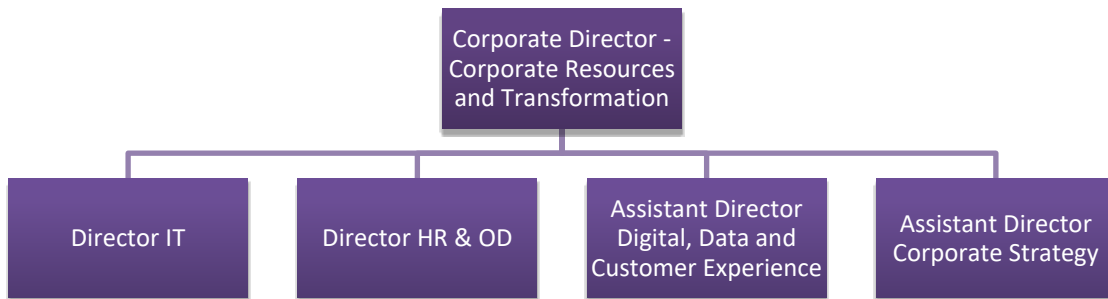 Corporate Director -
Corporate Resources
and Transformation
Director IT
Director HR & OD
Assistant Director
Digital, Data and
Customer Experience
Assistant Director
Corporate Strategy